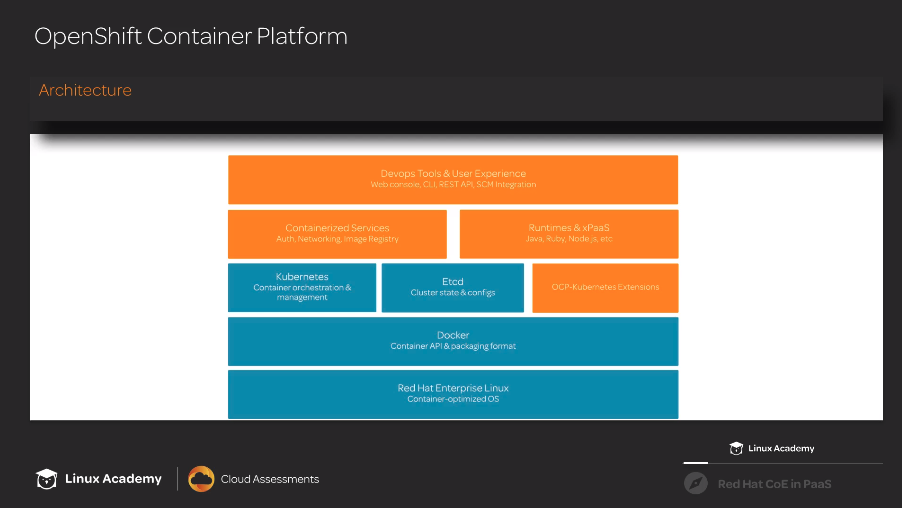 OpenShift Container Platform
Architecture
Devops Tools & User Experience
Web console, CLI, REST API, SCM Integration
Containerized Services
Auth, Networking, Image Registry
Runtimes & xPaaS
Java, Ruby, Node.js, etc
Kubernetes
Container orchestration &
management
Etcd
Cluster state & configs
OCP-Kubernetes Extensions
Docker
Container API & packaging format
Red Hat Enterprise Linux
Container-optimized OS
Linux Academy
Cloud Assessments
Linux Academy
Red Hat CoE in PaaS